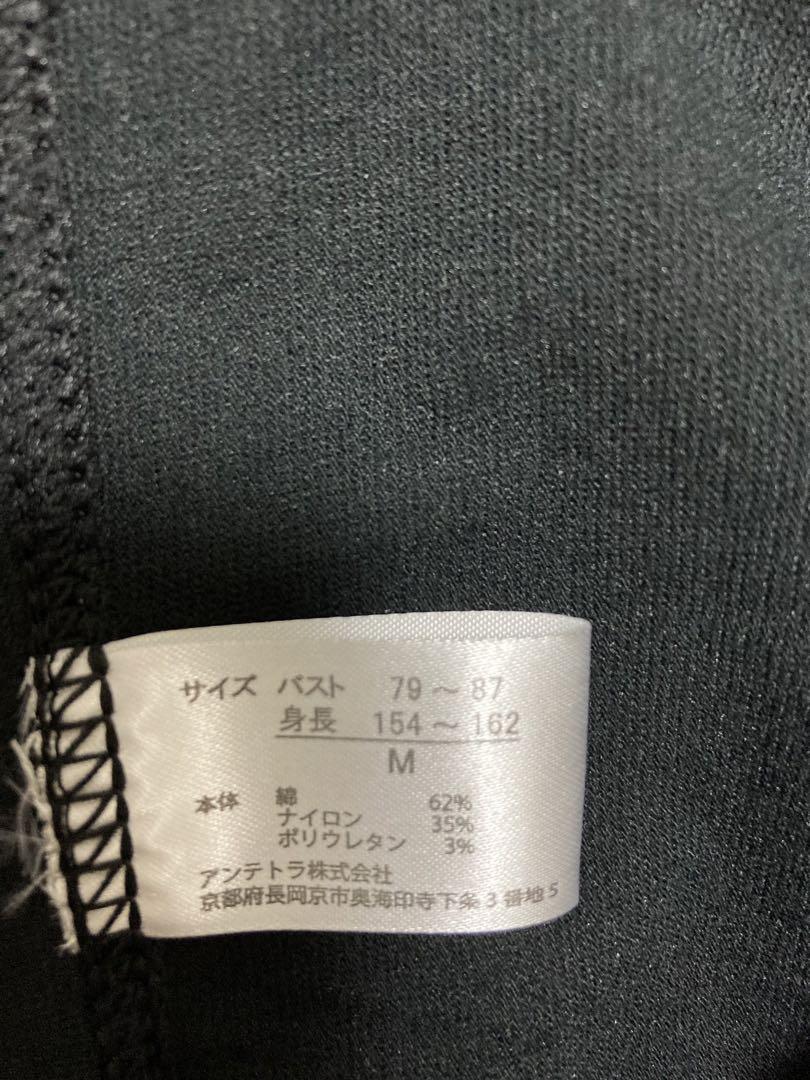 サイズ バスト 79～87
身長 154～162
M
本体 綿 62%
ナイロン 35%
ポリウレタン 3%
アンテトラ株式会社
京都府長岡京市奥海印寺下条3番地5